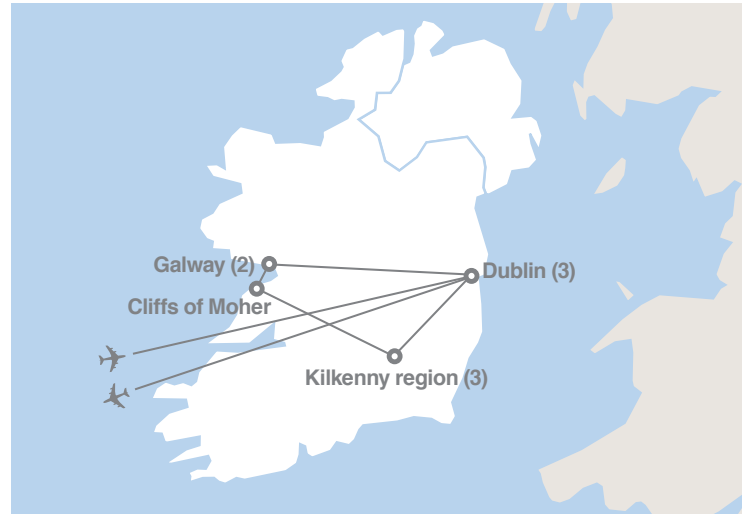 Galway (2)
Dublin (3)
Cliffs of Moher
Kilkenny region (3)